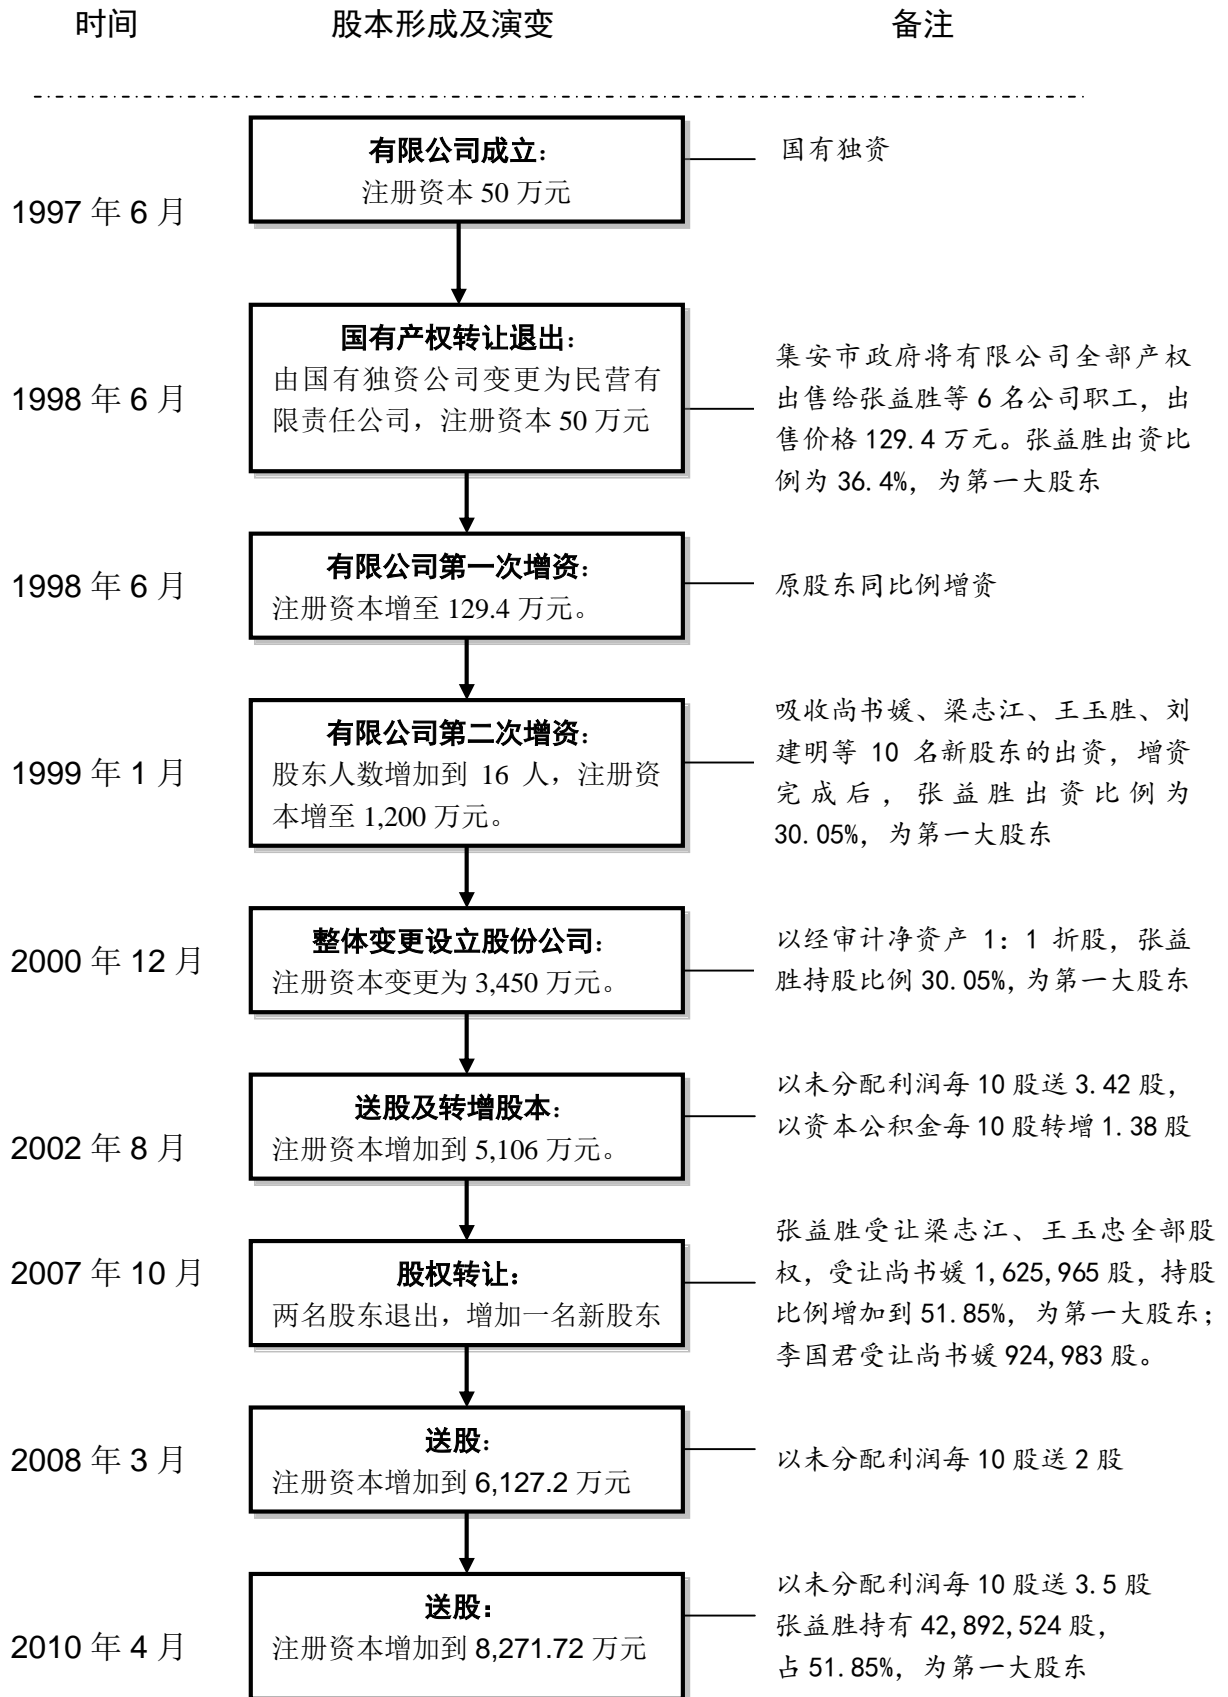 时间 股本形成及演变 备注
有限公司成立：
注册资本 50 万元
国有独资
1997 年 6 月
国有产权转让退出：
由国有独资公司变更为民营有
限责任公司，注册资本 50 万元
1998 年 6 月
集安市政府将有限公司全部产权
出售给张益胜等 6 名公司职工，出
售价格 129.4 万元。张益胜出资比
例为 36.4%，为第一大股东
有限公司第一次增资：
注册资本增至 129.4 万元。
1998 年 6 月
原股东同比例增资
有限公司第二次增资：
股东人数增加到 16 人，注册资
本增至 1,200 万元。
1999 年 1 月
吸收尚书媛、梁志江、王玉胜、刘
建明等 10 名新股东的出资，增资
完成后，张益胜出资比例为
30.05%，为第一大股东
整体变更设立股份公司：
注册资本变更为 3,450 万元。
2000 年 12 月
以经审计净资产 1：1 折股，张益
胜持股比例 30.05%，为第一大股东
送股及转增股本：
注册资本增加到 5,106 万元。
2002 年 8 月
以未分配利润每 10 股送 3.42 股，
以资本公积金每 10 股转增 1.38 股
股权转让：
两名股东退出，增加一名新股东
2007 年 10 月
张益胜受让梁志江、王玉忠全部股
权，受让尚书媛 1,625,965 股，持股
比例增加到 51.85%，为第一大股东；
李国君受让尚书媛 924,983 股。
送股：
注册资本增加到 6,127.2 万元
2008 年 3 月
以未分配利润每 10 股送 2 股
送股：
注册资本增加到 8,271.72 万元
2010 年 4 月
以未分配利润每 10 股送 3.5 股
张益胜持有 42,892,524 股，
占 51.85%，为第一大股东